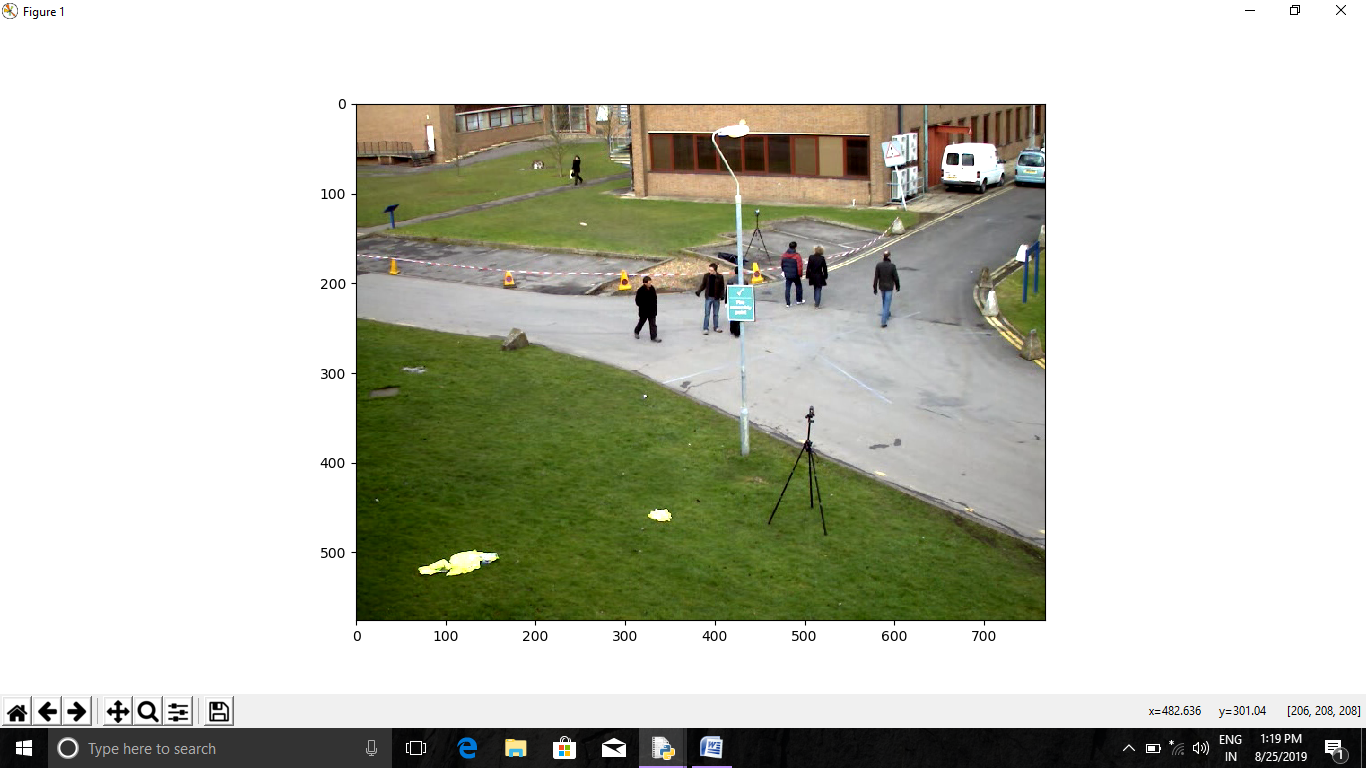 Figure 1
0
100
200
300
400
500
0 100 200 300 400 500 600 700
x=482.636 y=301.04 [206, 208, 208]
Type here to search
ENG
IN
1:19 PM
8/25/2019
1